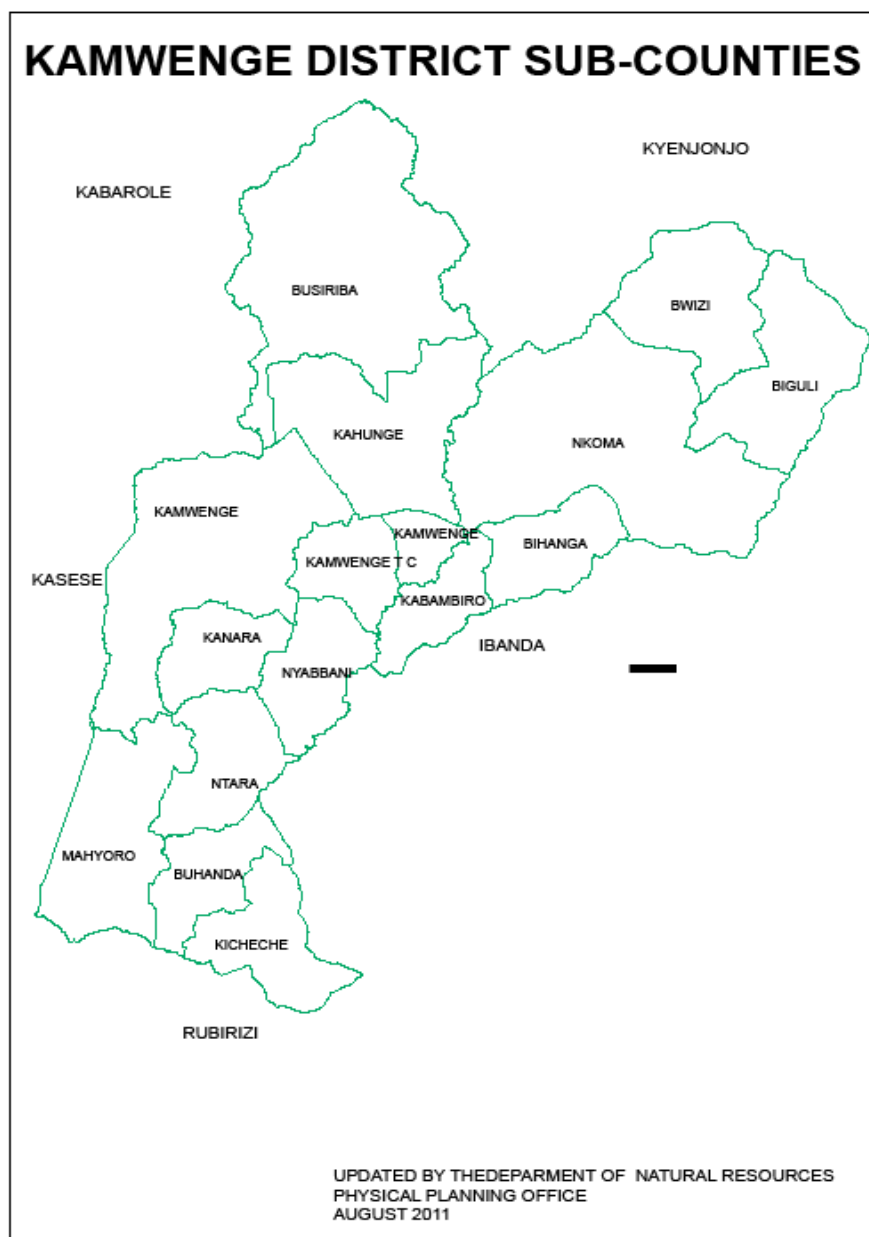 KAMWENGE DISTRICT SUB-COUNTIES
KYENJONJO
KABAROLE
BUSIRIBA
BWIZI
BIGULI
KAHUNGE
NKOMA
KAMWENGE
KAMWENGE
BIHANGA
KAMWENGE T C
KASESE
KABAMBIRO
KANARA
IBANDA
NYABBANI
NTARA
MAHYORO
BUHANDA
KICHECHE
RUBIRIZI
UPDATED BY THEDEPARMENT OF NATURAL RESOURCES
PHYSICAL PLANNING OFFICE
AUGUST 2011